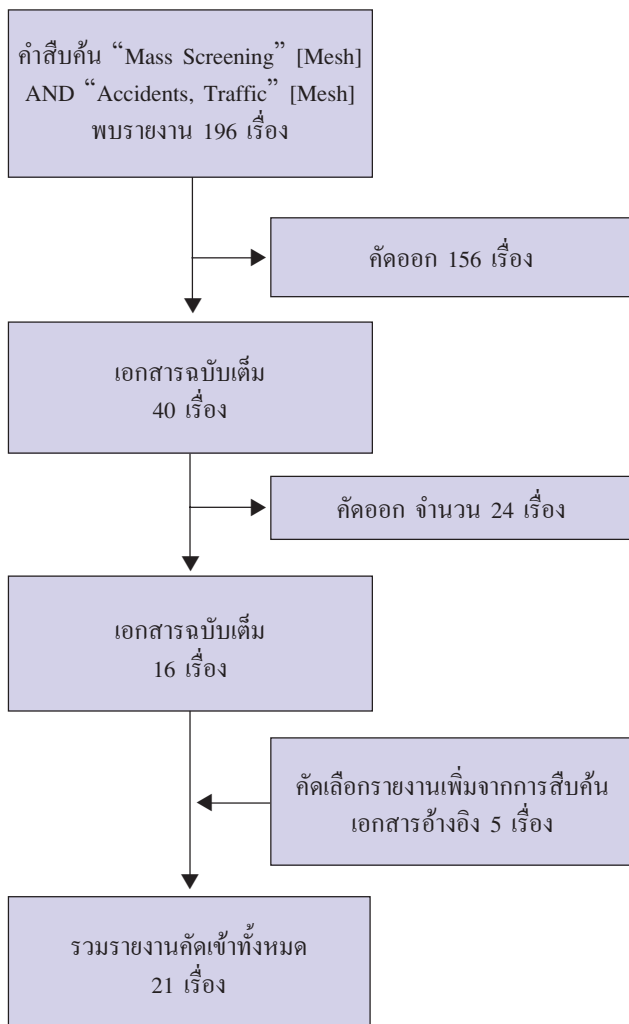 คำสืบค้น “Mass Screening” [Mesh]
AND “Accidents, Traffic” [Mesh]
พบรายงาน 196 เรื่อง
คัดออก 156 เรื่อง
เอกสารฉบับเต็ม
40 เรื่อง
คัดออก จำนวน 24 เรื่อง
เอกสารฉบับเต็ม
16 เรื่อง
คัดเลือกรายงานเพิ่มจากการสืบค้น
เอกสารอ้างอิง 5 เรื่อง
รวมรายงานคัดเข้าทั้งหมด
21 เรื่อง